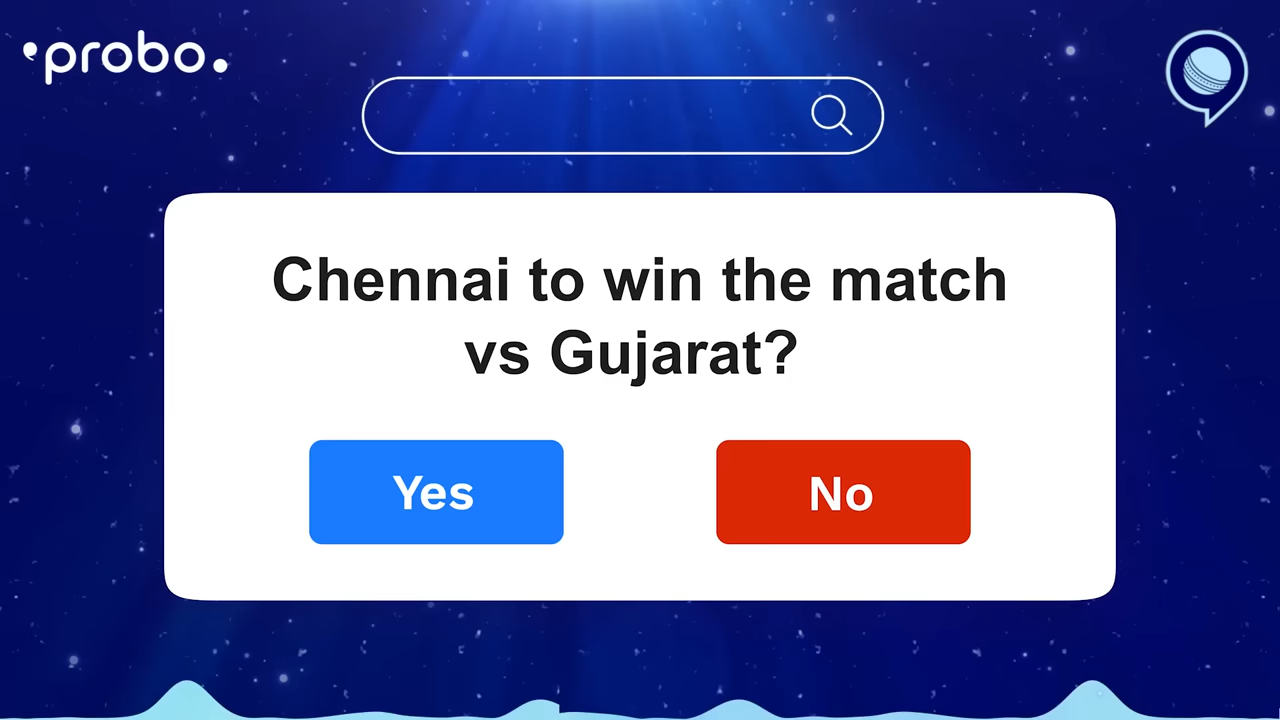 probo.
Chennai to win the match
vs Gujarat?
Yes
No